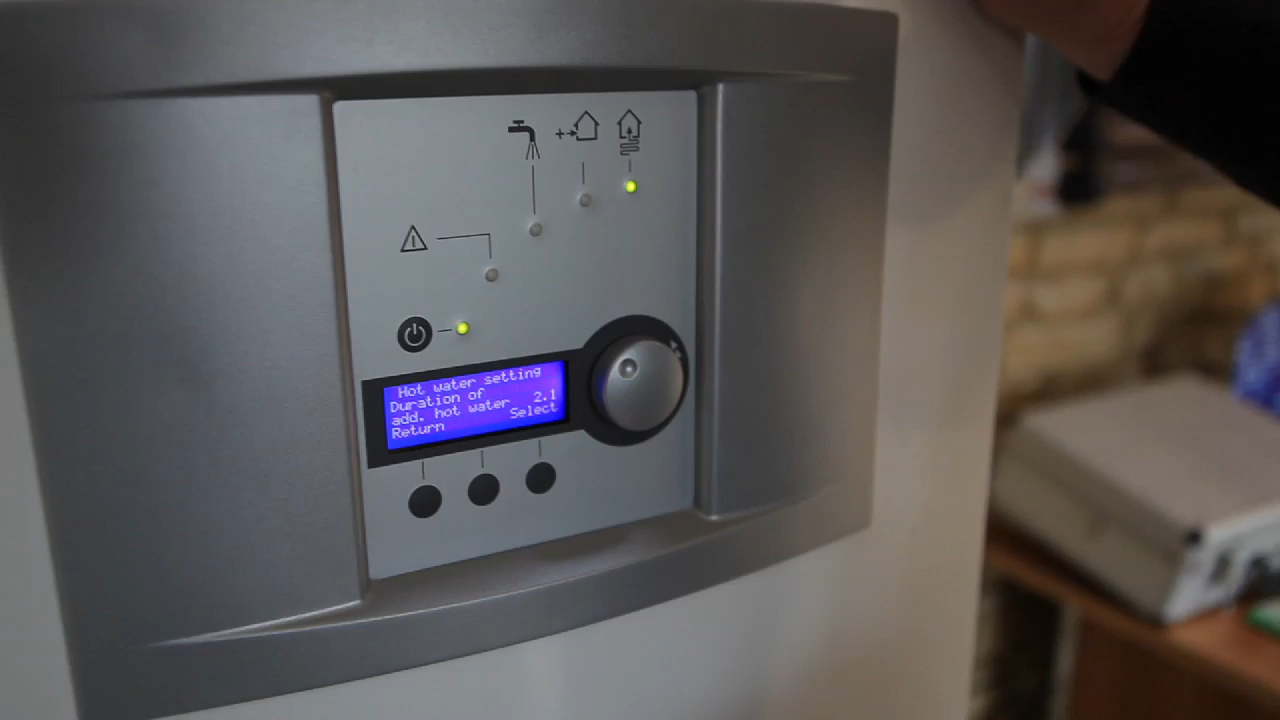 Hot water setting
Duration of
add. hot water 2.1
Return Select